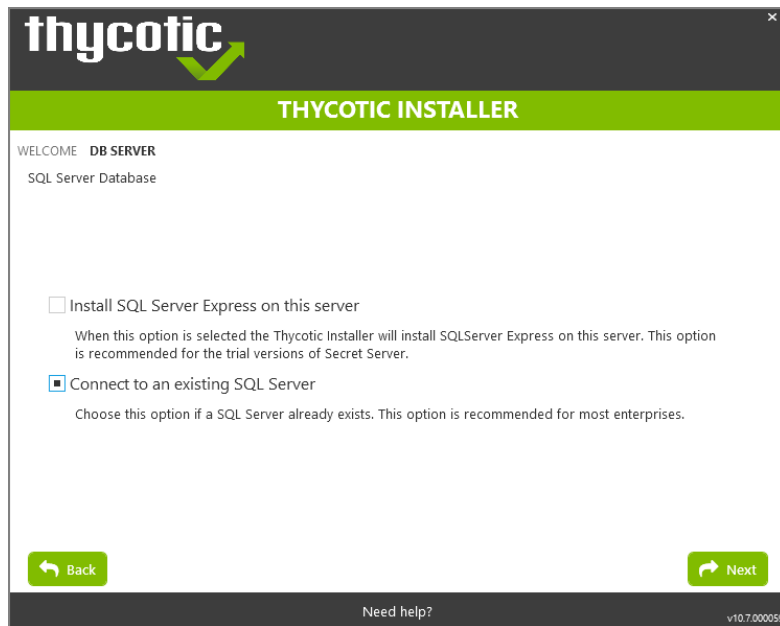 thycotic
THYCOTIC INSTALLER
WELCOME DB SERVER
SQL Server Database
Install SQL Server Express on this server
When this option is selected the Thycotic Installer will install SQLServer Express on this server. This option
is recommended for the trial versions of Secret Server.
Connect to an existing SQL Server
Choose this option if a SQL Server already exists. This option is recommended for most enterprises.
Back
Next
Need help?